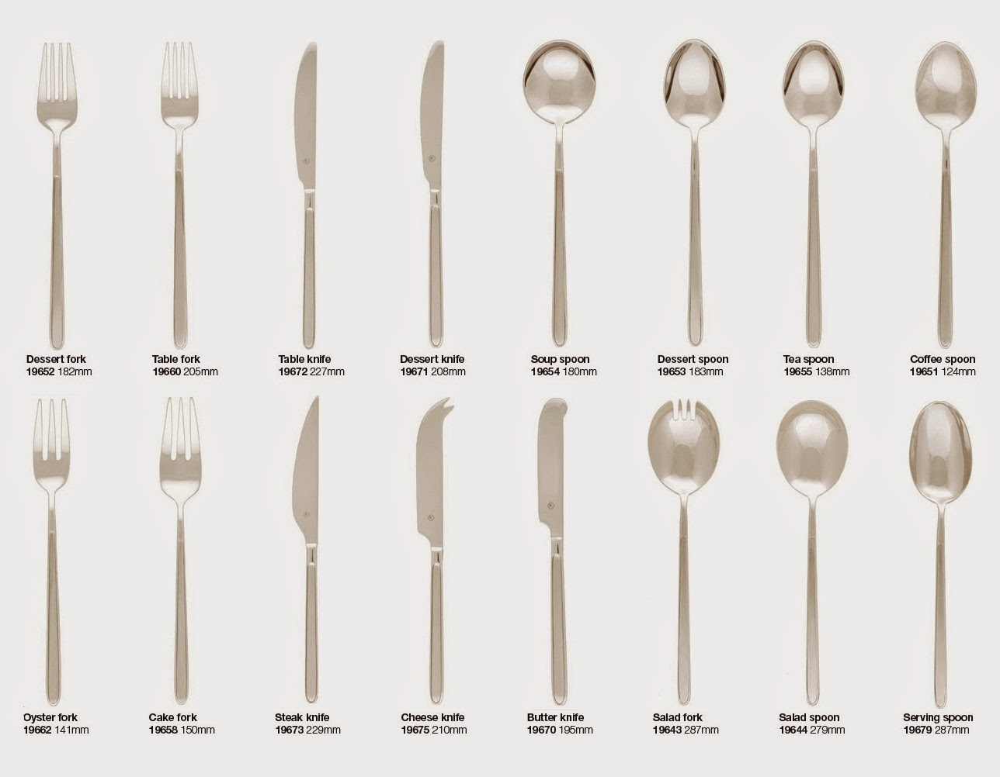 Dessert fork
19652 182mm
Table fork
19660 205mm
Table knife
19672 227mm
Dessert knife
19671 208mm
Soup spoon
19654 180mm
Dessert spoon
19653 183mm
Tea spoon
19655 138mm
Coffee spoon
19651 124mm
Oyster fork
19662 141mm
Cake fork
19658 150mm
Steak knife
19673 229mm
Cheese knife
19675 210mm
Butter knife
19670 195mm
Salad fork
19643 287mm
Salad spoon
19644 279mm
Serving spoon
19679 287mm